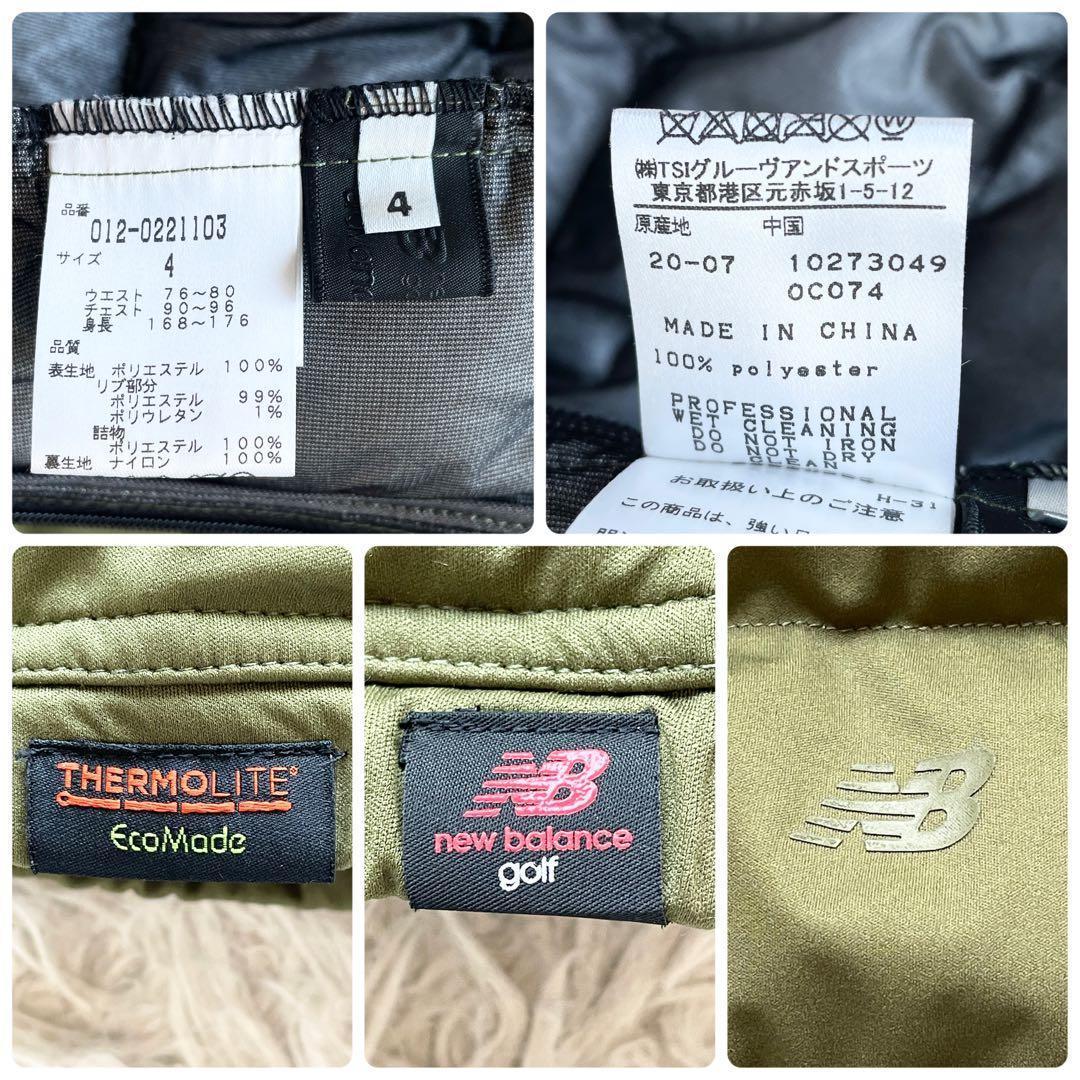 品番
012-0221103
サイズ
4
ウエスト 76~80
チェスト 90~96
身長 168~176
品質
表生地 ポリエステル 100%
リブ部分
ポリエステル 99%
ポリウレタン 1%
詰物
ポリエステル 100%
裏生地 ナイロン 100%
4
㈱TSIグルーヴアンドスポーツ
東京都港区元赤坂1-5-12
原産地 中国
20-07 10273049
0C074
MADE IN CHINA
100% polyester
PROFESSIONAL
WET CLEANING
DO NOT IRON
DO NOT DRY
CLEAN
H-31
お取扱い上のご注意
この商品は、強い
THERMOLITE®
EcoMade
NB
new balance
golf
NB